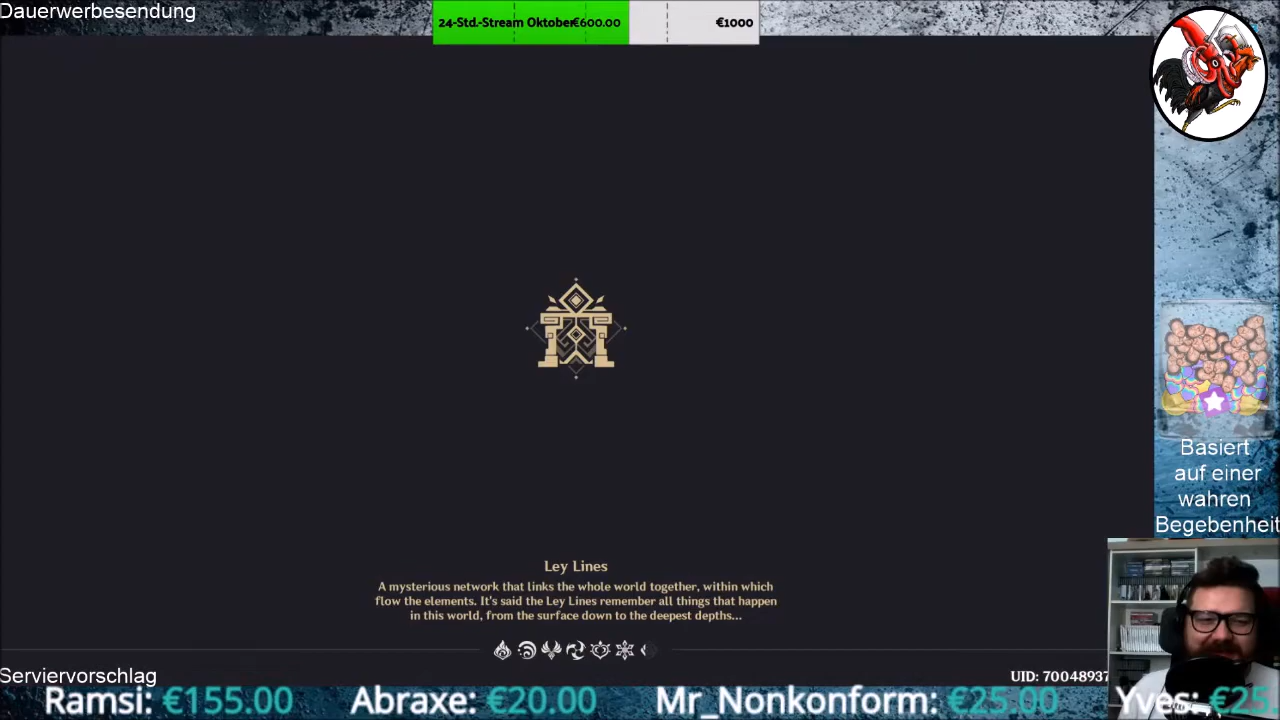 Dauerwerbesendung
24-Std.-Stream Oktober €600.00 €1000
Basiert
auf einer
wahren
Begebenheit
Ley Lines
A mysterious network that links the whole world together, within which
flow the elements. It's said the Ley Lines remember all things that happen
in this world, from the surface down to the deepest depths...
Serviervorschlag
UID: 70048937
Ramsi: €155.00 Abraxe: €20.00 Mr_Nonkonform: €25.00 Yves: €25